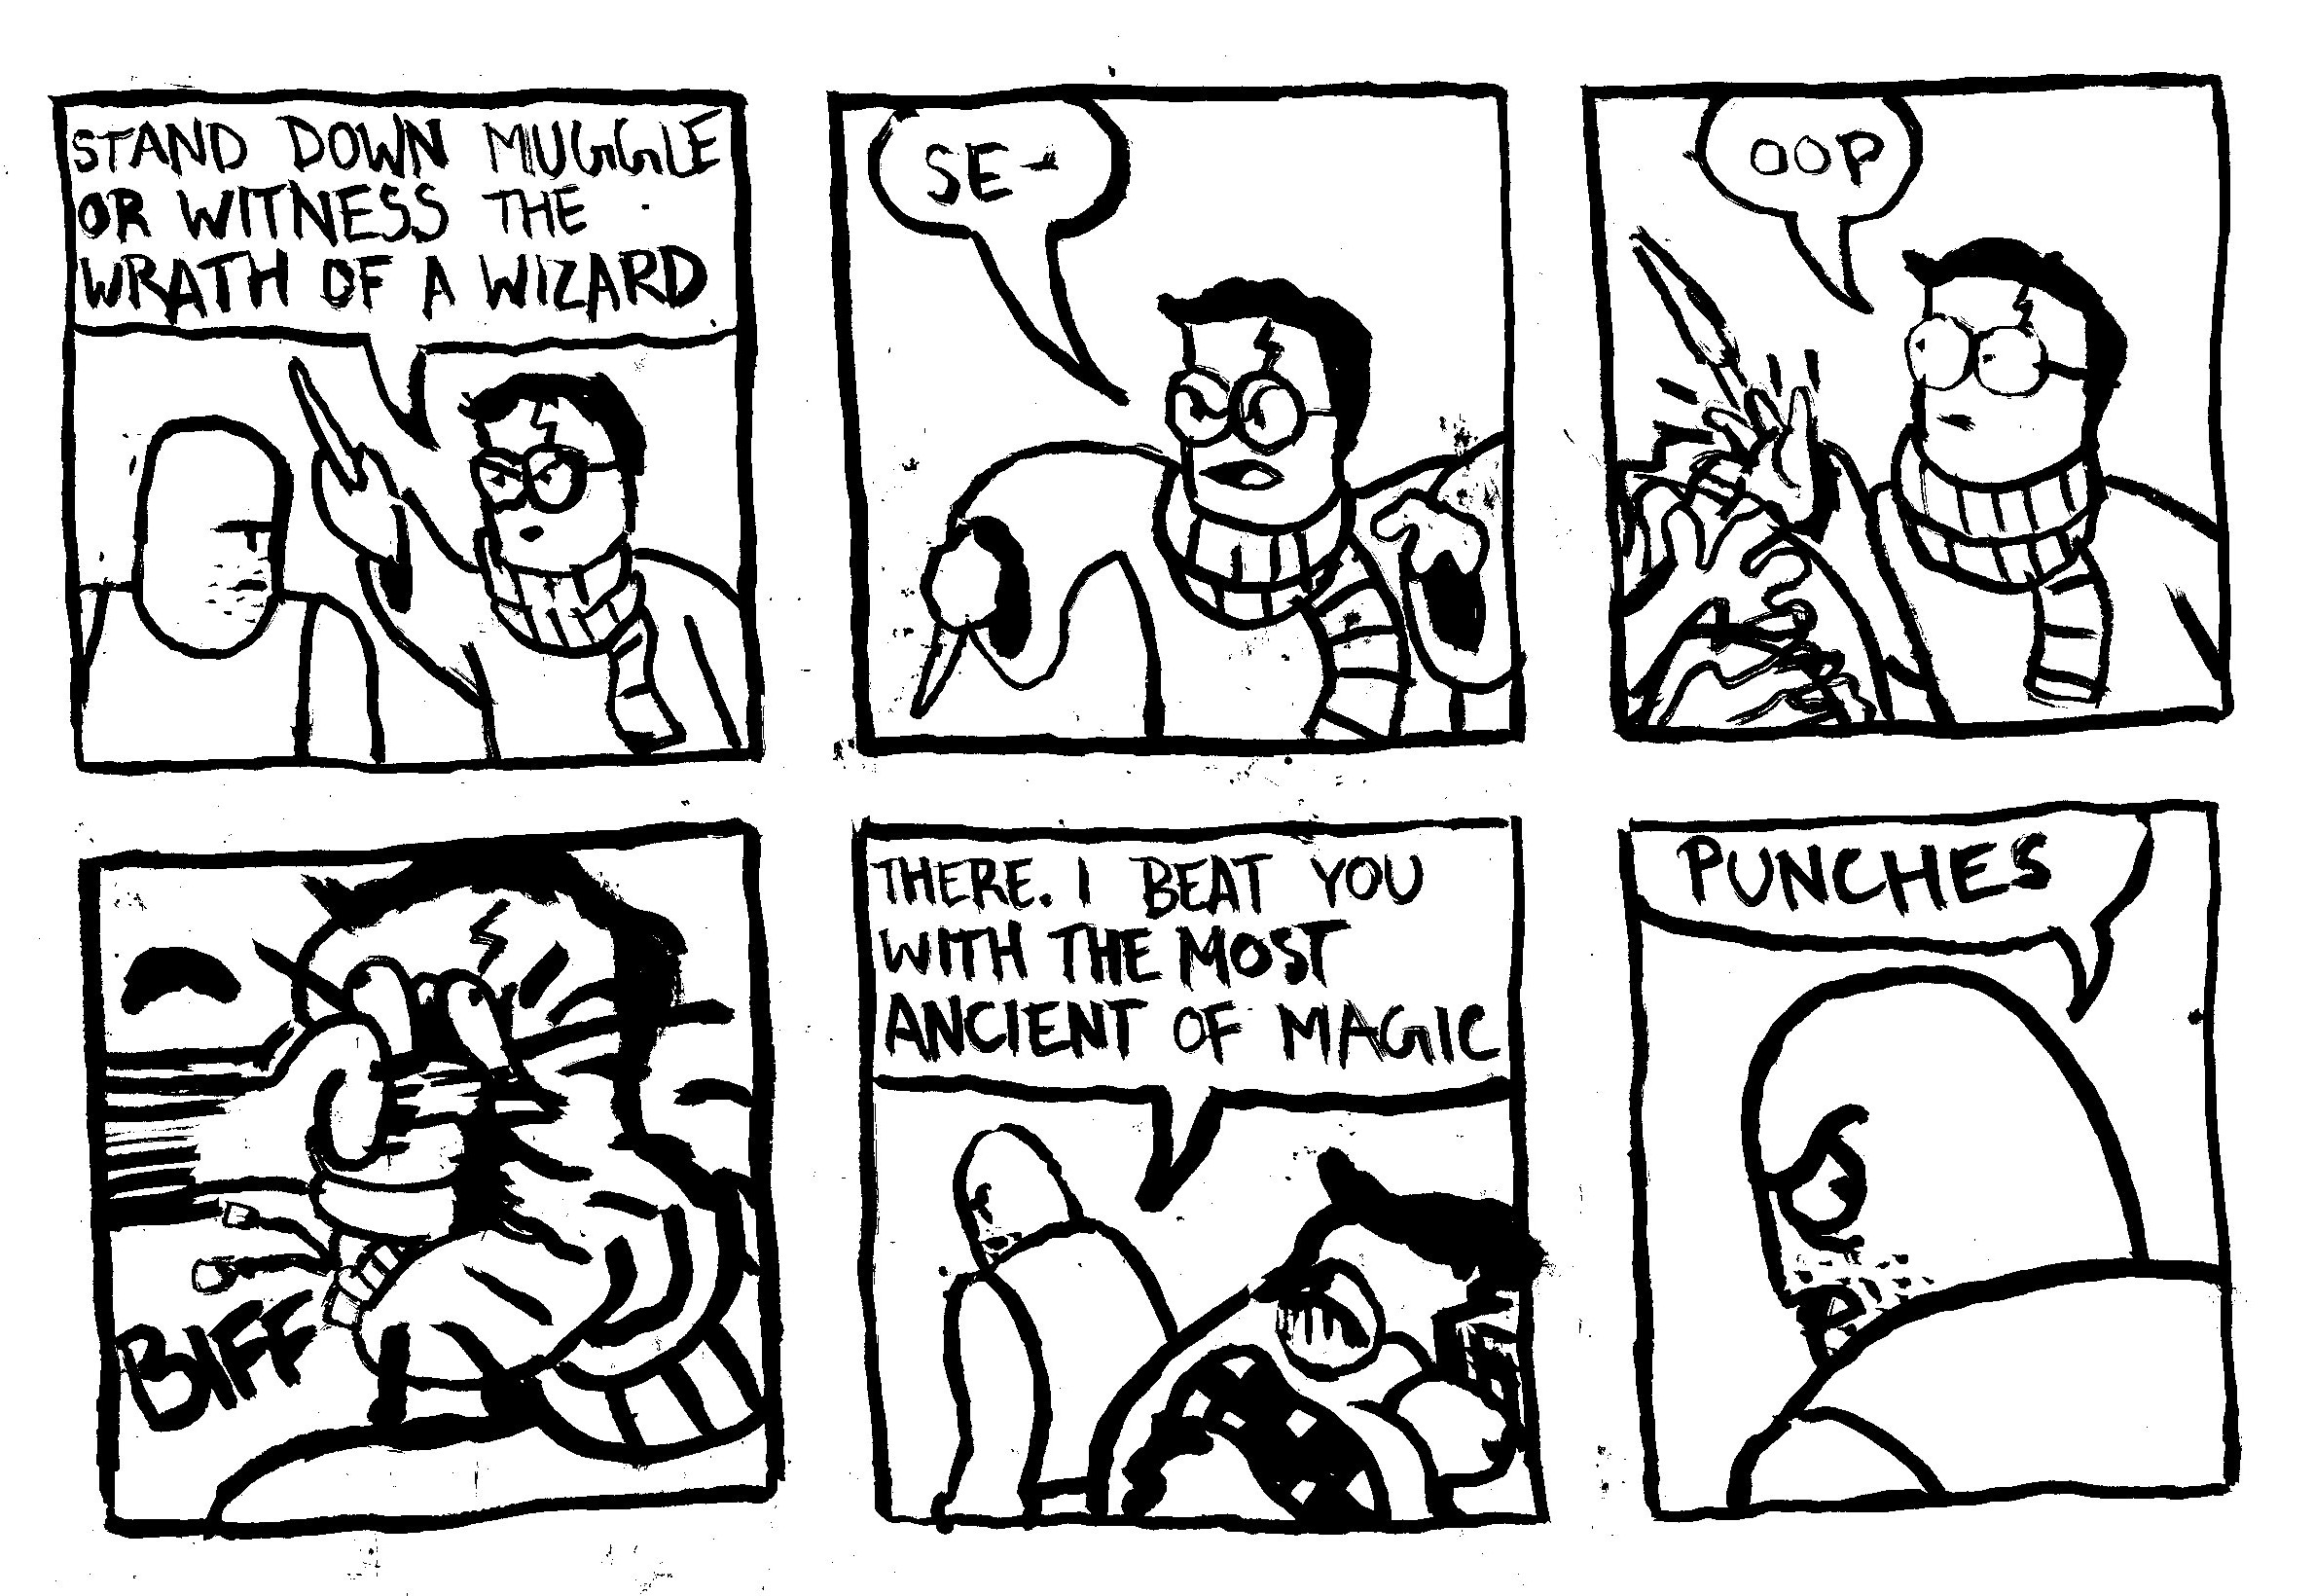 STAND DOWN MUGGLE
OR WITNESS THE
WRATH OF A WIZARD
SE-
OOP
BIFF
THERE. I BEAT YOU
WITH THE MOST
ANCIENT OF MAGIC
PUNCHES